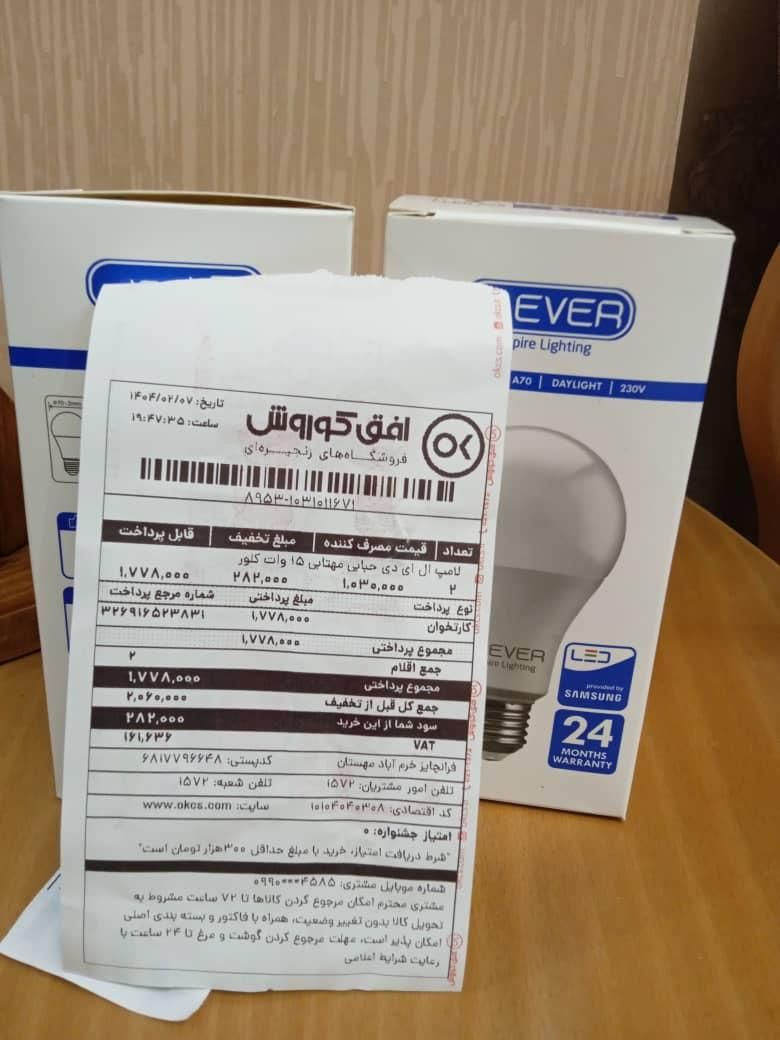 EVER
pire Lighting
A70 | DAYLIGHT | 230V
EVER
re Lighting
LED
provided by
SAMSUNG
24
MONTHS
WARRANTY
افق کوروش
فروشگاه‌های زنجیره‌ای
تاریخ: ۱۴۰۴/۰۲/۰۷
ساعت: ۱۹:۴۷:۳۵
۸۹۵۳-۱۰۳۱۰۱۱۶۷۱
تعداد | قیمت مصرف کننده | مبلغ تخفیف | قابل پرداخت
لامپ ال ای دی حبابی مهتابی ۱۵ وات کلور
۲ ۱,۰۳۰,۰۰۰ ۲۸۲,۰۰۰ ۱,۷۷۸,۰۰۰
نوع پرداخت مبلغ پرداختی شماره مرجع پرداخت
کارتخوان ۱,۷۷۸,۰۰۰ ۳۲۶۹۱۶۵۲۳۸۳۱
مجموع پرداختی ۱,۷۷۸,۰۰۰
جمع اقلام ۲
مجموع پرداختی ۱,۷۷۸,۰۰۰
جمع کل قبل از تخفیف ۲,۰۶۰,۰۰۰
سود شما از این خرید ۲۸۲,۰۰۰
VAT ۱۶۱,۶۳۶
فرانچایز خرم آباد مهستان کدپستی: ۶۸۱۷۷۹۶۶۴۸
تلفن امور مشتریان: ۱۵۷۲ تلفن شعبه: ۱۵۷۲
کد اقتصادی: ۱۰۱۰۴۰۴۰۳۰۸ سایت: www.okcs.com
امتیاز جشنواره: ۰
"شرط دریافت امتیاز، خرید با مبلغ حداقل ۳۰۰هزار تومان است"
شماره موبایل مشتری: ۰۹۹۰***۴۵۸۵
مشتری محترم امکان مرجوع کردن کالاها تا ۷۲ ساعت مشروط به
تحویل کالا بدون تغییر وضعیت، همراه با فاکتور و بسته بندی اصلی
امکان پذیر است، مهلت مرجوع کردن گوشت و مرغ تا ۲۴ ساعت با
رعایت شرایط اعلامی